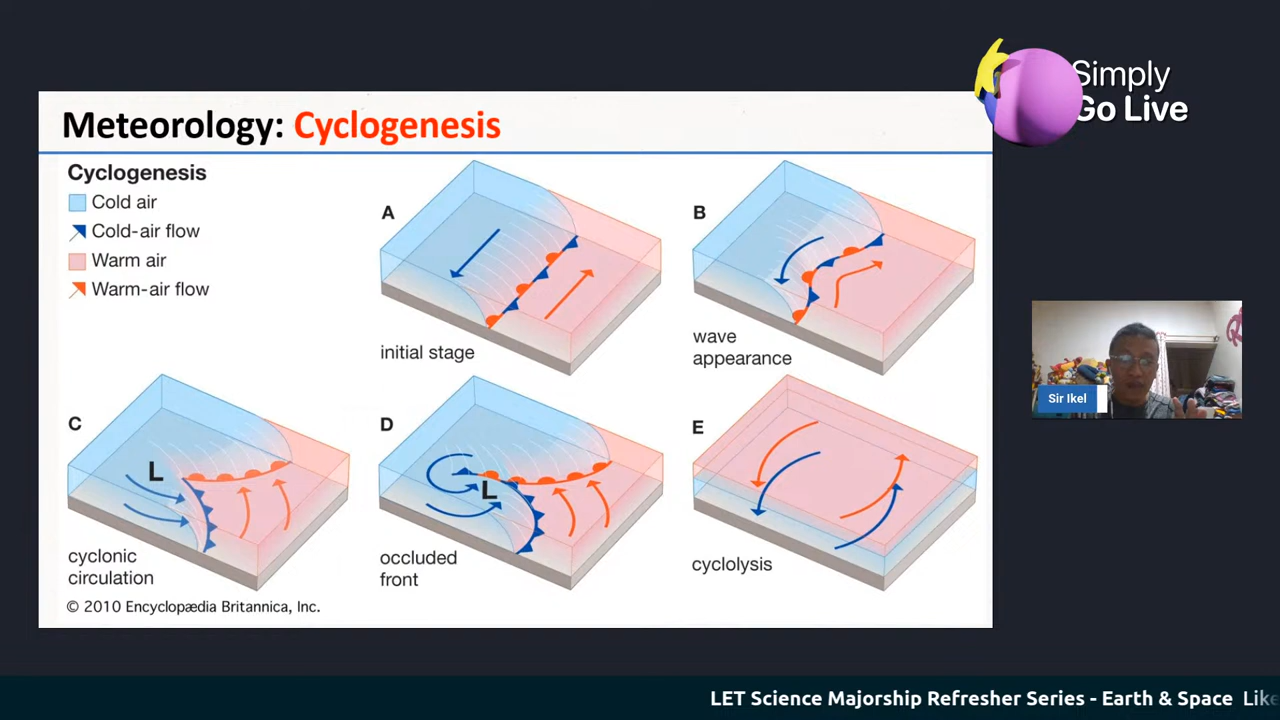 Simply
Go Live
Meteorology: Cyclogenesis
Cyclogenesis
Cold air
Cold-air flow
Warm air
Warm-air flow
A
initial stage
B
wave
appearance
C
L
cyclonic
circulation
D
L
occluded
front
E
cyclolysis
© 2010 Encyclopædia Britannica, Inc.
Sir Ikel
LET Science Majorship Refresher Series - Earth & Space Like